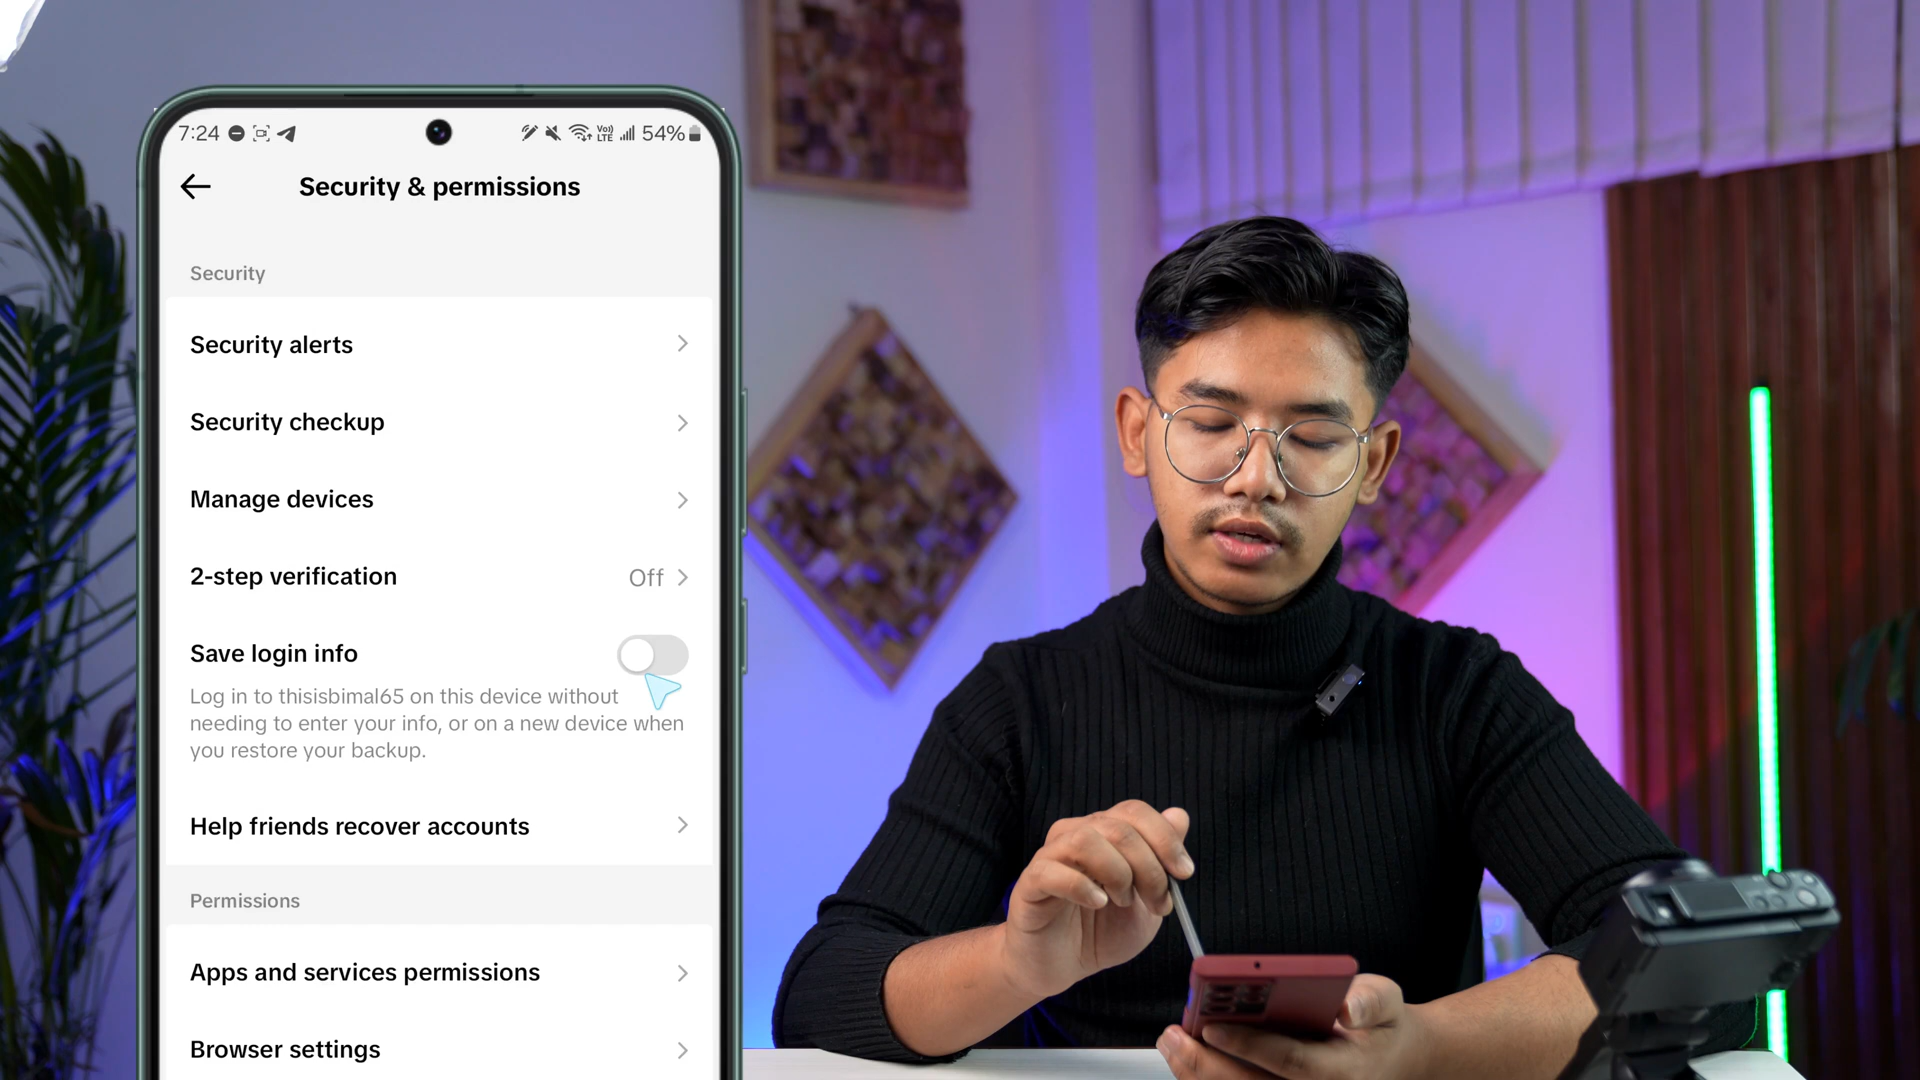 7:24 Vo) LTE 54%
Security & permissions
Security
Security alerts
Security checkup
Manage devices
2-step verification Off
Save login info
Log in to thisisbimal65 on this device without
needing to enter your info, or on a new device when
you restore your backup.
Help friends recover accounts
Permissions
Apps and services permissions
Browser settings